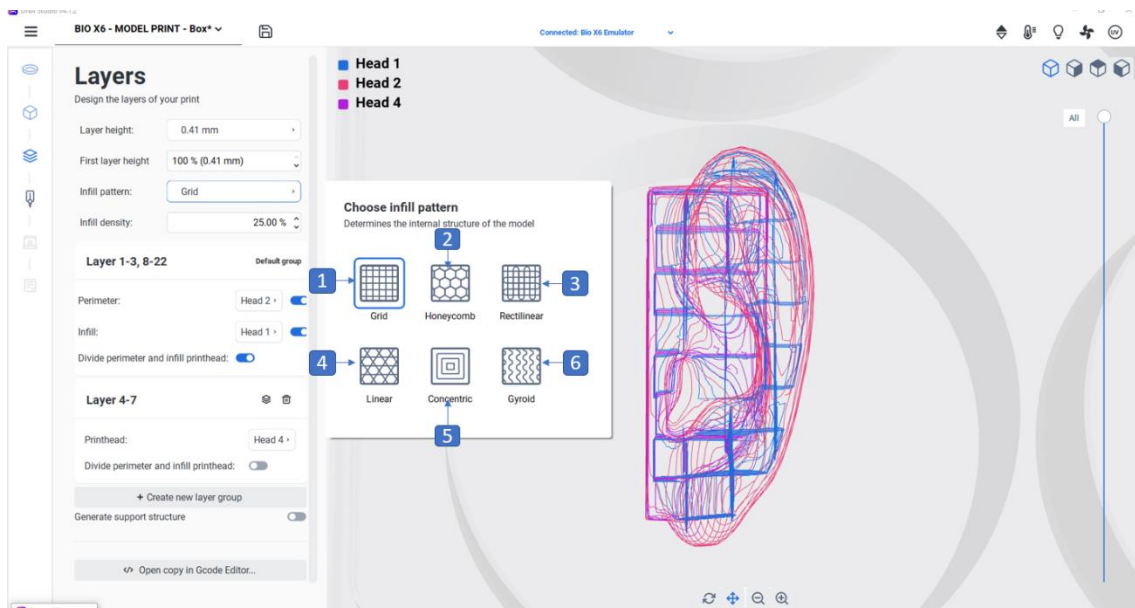 BIO X6 - MODEL PRINT - Box*
Connected: Bio X6 Emulator
UV
Layers
Design the layers of your print
Layer height: 0.41 mm
First layer height 100 % (0.41 mm)
Infill pattern: Grid
Infill density: 25.00 %
Layer 1-3, 8-22 Default group
Perimeter: Head 2
Infill: Head 1
Divide perimeter and infill printhead:
Layer 4-7
Printhead: Head 4
Divide perimeter and infill printhead:
+ Create new layer group
Generate support structure
</> Open copy in Gcode Editor...
Choose infill pattern
Determines the internal structure of the model
2
1
3
Grid Honeycomb Rectilinear
4
6
Linear Concentric Gyroid
5
Head 1
Head 2
Head 4
All